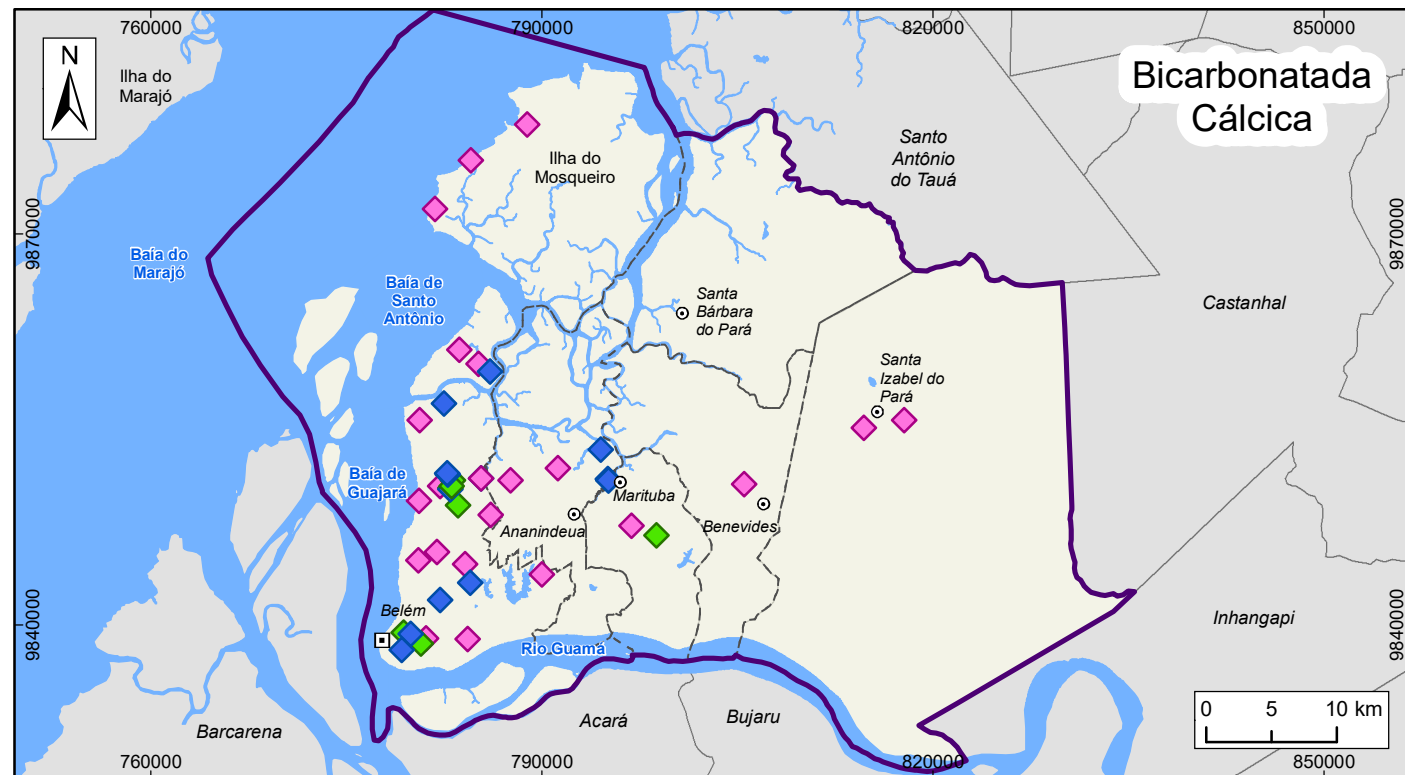 760000
790000
820000
850000
N
Ilha do
Marajó
Bicarbonatada
Cálcica
Santo
Antônio
do Tauá
Ilha do
Mosqueiro
9870000
9870000
Baía do
Marajó
Baía de
Santo
Antônio
Santa
Bárbara
do Pará
Castanhal
Santa
Izabel do
Pará
Baía de
Guajará
Marituba
Ananindeua
Benevides
Belém
9840000
9840000
Inhangapi
Rio Guamá
Barcarena
Acará
Bujaru
0 5 10 km
760000
790000
820000
850000